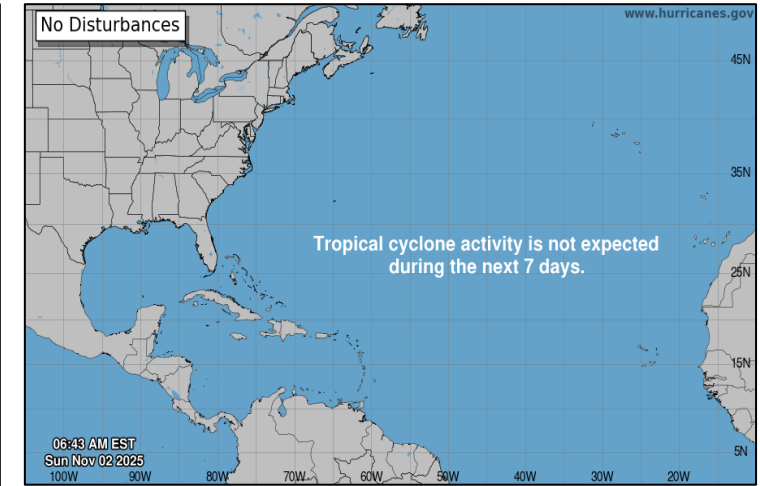 No Disturbances
www.hurricanes.gov
45N
35N
Tropical cyclone activity is not expected
during the next 7 days.
25N
15N
06:43 AM EST
Sun Nov 02 2025
5N
100W 90W 80W 70W 60W 50W 40W 30W 20W